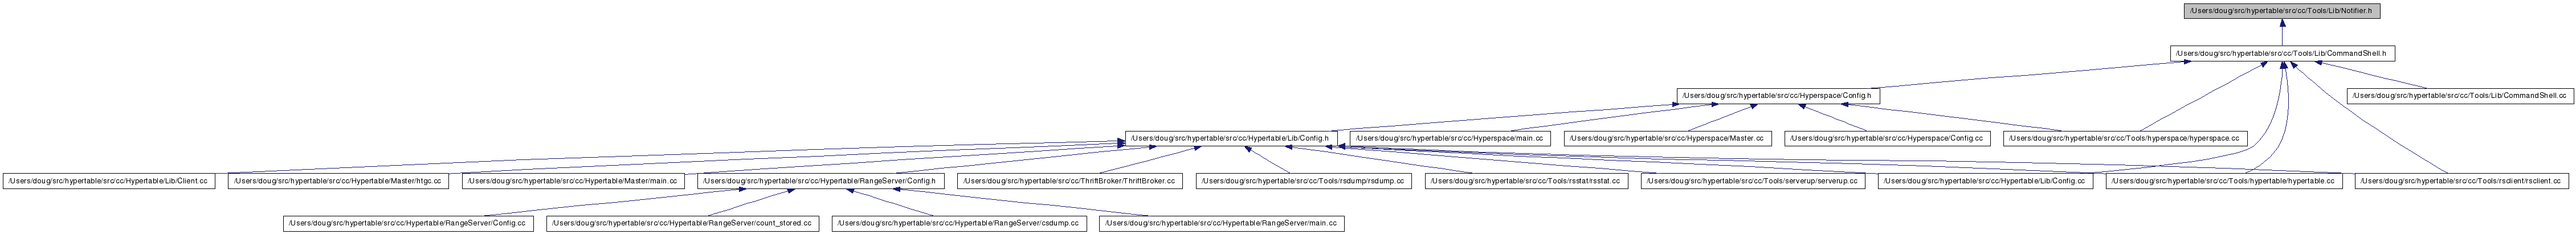 /Users/doug/src/hypertable/src/cc/Tools/Lib/Notifier.h
/Users/doug/src/hypertable/src/cc/Tools/Lib/CommandShell.h
/Users/doug/src/hypertable/src/cc/Hyperspace/Config.h
/Users/doug/src/hypertable/src/cc/Tools/Lib/CommandShell.cc
/Users/doug/src/hypertable/src/cc/Hypertable/Lib/Config.h
/Users/doug/src/hypertable/src/cc/Hyperspace/main.cc
/Users/doug/src/hypertable/src/cc/Hyperspace/Master.cc
/Users/doug/src/hypertable/src/cc/Hyperspace/Config.cc
/Users/doug/src/hypertable/src/cc/Tools/hyperspace/hyperspace.cc
/Users/doug/src/hypertable/src/cc/Hypertable/Lib/Client.cc
/Users/doug/src/hypertable/src/cc/Hypertable/Master/htgc.cc
/Users/doug/src/hypertable/src/cc/Hypertable/Master/main.cc
/Users/doug/src/hypertable/src/cc/Hypertable/RangeServer/Config.h
/Users/doug/src/hypertable/src/cc/ThriftBroker/ThriftBroker.cc
/Users/doug/src/hypertable/src/cc/Tools/rsdump/rsdump.cc
/Users/doug/src/hypertable/src/cc/Tools/rsstat/rsstat.cc
/Users/doug/src/hypertable/src/cc/Tools/serverup/serverup.cc
/Users/doug/src/hypertable/src/cc/Hypertable/Lib/Config.cc
/Users/doug/src/hypertable/src/cc/Tools/hypertable/hypertable.cc
/Users/doug/src/hypertable/src/cc/Tools/rsclient/rsclient.cc
/Users/doug/src/hypertable/src/cc/Hypertable/RangeServer/Config.cc
/Users/doug/src/hypertable/src/cc/Hypertable/RangeServer/count_stored.cc
/Users/doug/src/hypertable/src/cc/Hypertable/RangeServer/csdump.cc
/Users/doug/src/hypertable/src/cc/Hypertable/RangeServer/main.cc